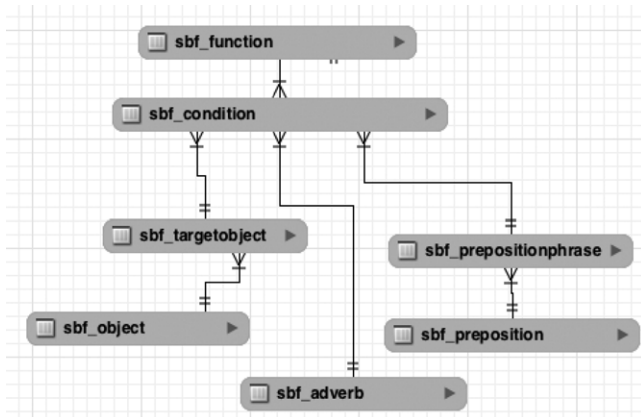 sbf_function
sbf_condition
sbf_targetobject
sbf_prepositionphrase
sbf_object
sbf_preposition
sbf_adverb